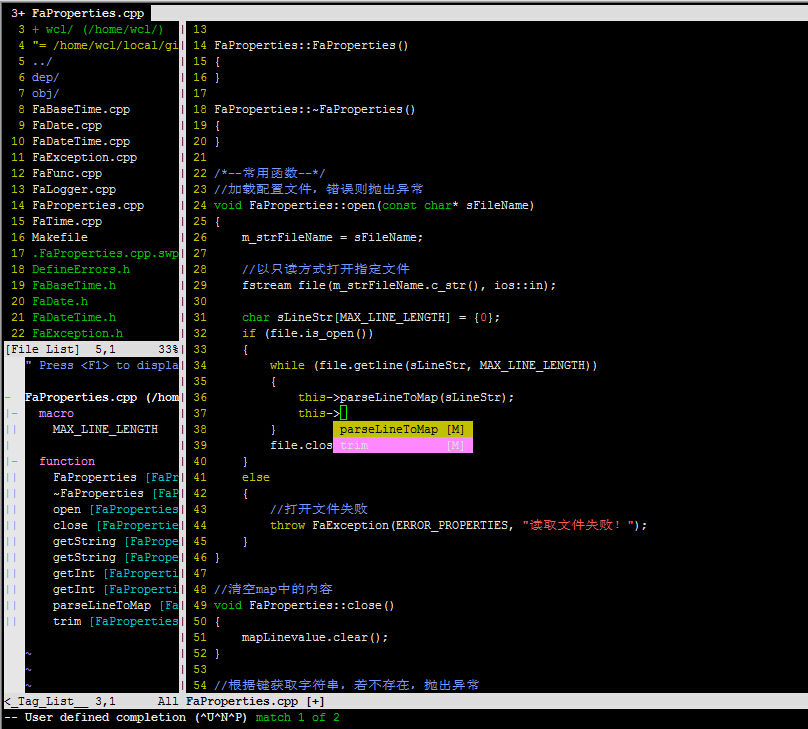 3+ FaProperties.cpp
3 + wcl/ (/home/wcl/)
4 "= /home/wcl/local/gi
5 ../
6 dep/
7 obj/
8 FaBaseTime.cpp
9 FaDate.cpp
10 FaDateTime.cpp
11 FaException.cpp
12 FaFunc.cpp
13 FaLogger.cpp
14 FaProperties.cpp
15 FaTime.cpp
16 Makefile
17 .FaProperties.cpp.swp
18 DefineErrors.h
19 FaBaseTime.h
20 FaDate.h
21 FaDateTime.h
22 FaException.h
[File List]  5,1      33%
" Press <F1> to displa
- FaProperties.cpp (/hom
|-  macro
||    MAX_LINE_LENGTH
|
|-  function
||    FaProperties [FaPr
||    ~FaProperties [FaP
||    open [FaProperties
||    close [FaPropertie
||    getString [FaPrope
||    getString [FaPrope
||    getInt [FaProperti
||    getInt [FaProperti
||    parseLineToMap [Fa
||    trim [FaProperties
~
~
~
<_Tag_List__ 3,1      All
13
14 FaProperties::FaProperties()
15 {
16 }
17
18 FaProperties::~FaProperties()
19 {
20 }
21
22 /*--常用函数--*/
23 //加载配置文件，错误则抛出异常
24 void FaProperties::open(const char* sFileName)
25 {
26     m_strFileName = sFileName;
27
28     //以只读方式打开指定文件
29     fstream file(m_strFileName.c_str(), ios::in);
30
31     char sLineStr[MAX_LINE_LENGTH] = {0};
32     if (file.is_open())
33     {
34         while (file.getline(sLineStr, MAX_LINE_LENGTH))
35         {
36             this->parseLineToMap(sLineStr);
37             this->
38         }         parseLineToMap [M]
39         file.clos trim           [M]
40     }
41     else
42     {
43         //打开文件失败
44         throw FaException(ERROR_PROPERTIES, "读取文件失败！");
45     }
46 }
47
48 //清空map中的内容
49 void FaProperties::close()
50 {
51     mapLinevalue.clear();
52 }
53
54 //根据键获取字符串，若不存在，抛出异常
FaProperties.cpp [+]
-- User defined completion (^U^N^P) match 1 of 2